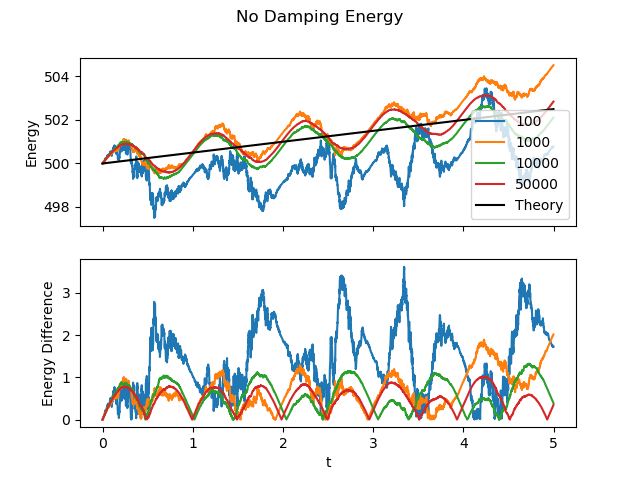 No Damping Energy
Energy
504
502
500
498
100
1000
10000
50000
Theory
Energy Difference
3
2
1
0
0 1 2 3 4 5
t